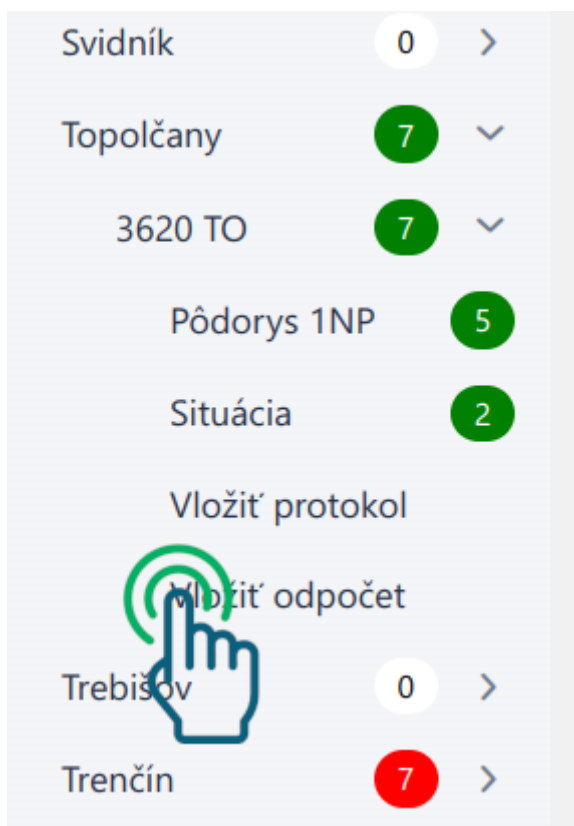 Svidník 0
Topolčany 7
3620 TO 7
Pôdorys 1NP 5
Situácia 2
Vložiť protokol
Vložiť odpočet
Trebišov 0
Trenčín 7